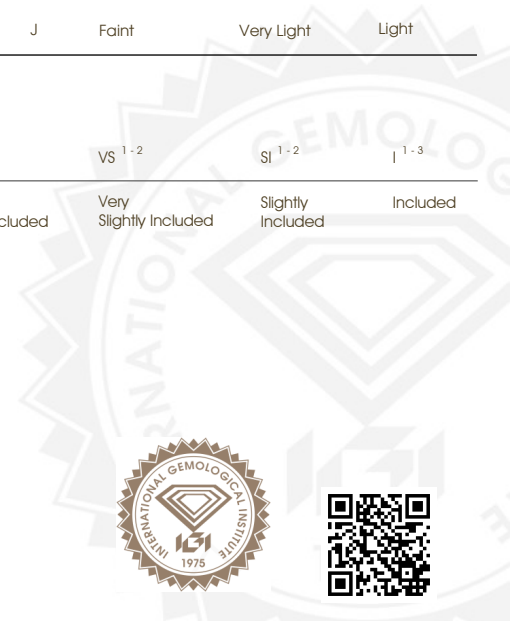 J Faint Very Light Light
VS 1 - 2 SI 1 - 2 I 1 - 3
Very Slightly Included
cluded Slightly Included Included
INTERNATIONAL GEMOLOGICAL INSTITUTE
IGI
1975